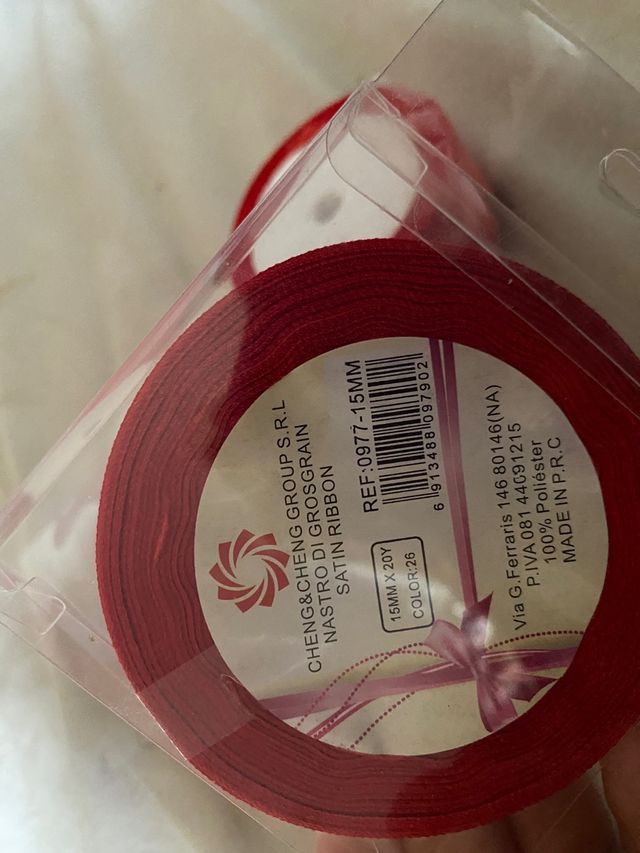 CHENG&CHENG GROUP S.R.L
NASTRO DI GROSGRAIN
SATIN RIBBON
REF:0977-15MM
6 913488 097902
15MM X 20Y
COLOR:26
Via G.Ferraris 146 80146(NA)
P.IVA 081 44691215
100% Poliéster
MADE IN P.R.C